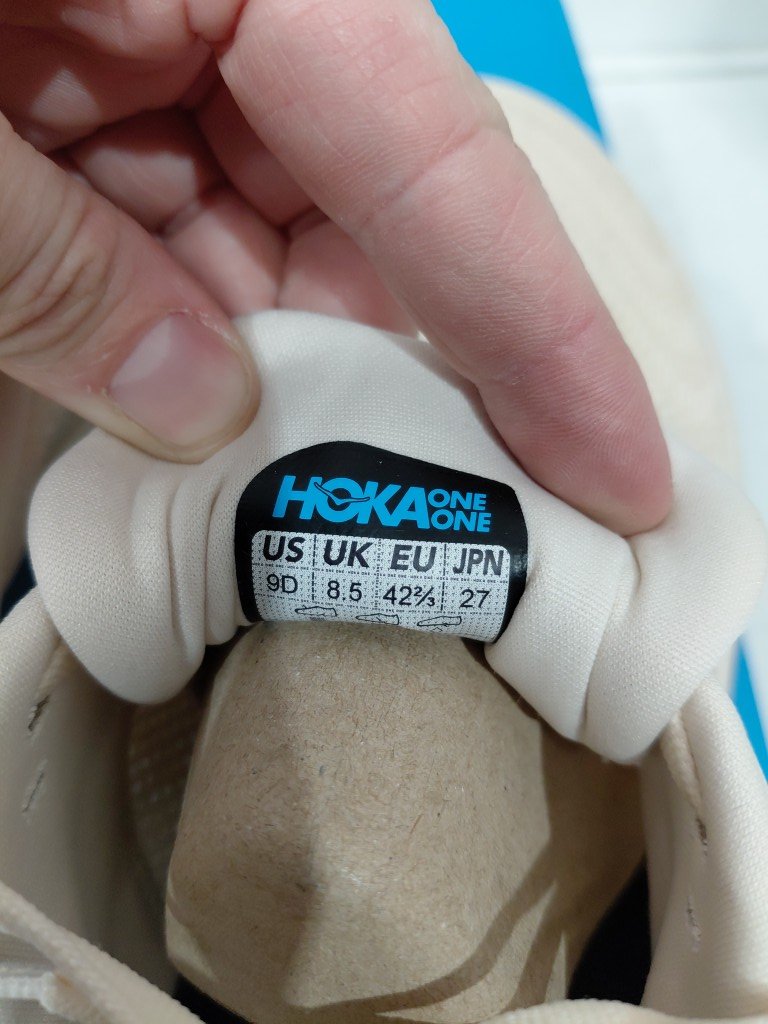 HOKA ONE ONE
US UK EU JPN
9D 8.5 42⅔ 27